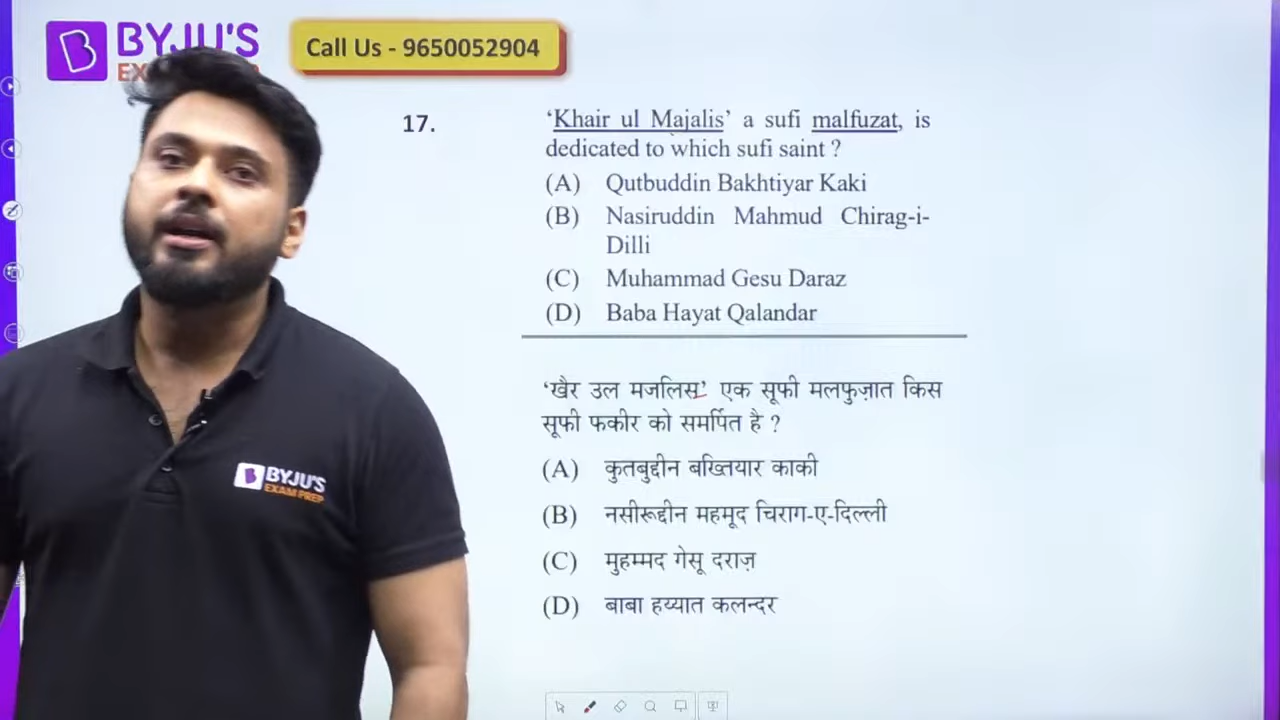 BYJU'S
Call Us - 9650052904
17.
‘Khair ul Majalis’ a sufi malfuzat, is
dedicated to which sufi saint ?
(A) Qutbuddin Bakhtiyar Kaki
(B) Nasiruddin Mahmud Chirag-i-
Dilli
(C) Muhammad Gesu Daraz
(D) Baba Hayat Qalandar
‘खैर उल मजलिस’ एक सूफी मलफुज़ात किस
सूफी फकीर को समर्पित है ?
(A) कुतबुद्दीन बख्तियार काकी
(B) नसीरूद्दीन महमूद चिराग-ए-दिल्ली
(C) मुहम्मद गेसू दराज़
(D) बाबा हय्यात कलन्दर
BYJU'S
EXAM PREP